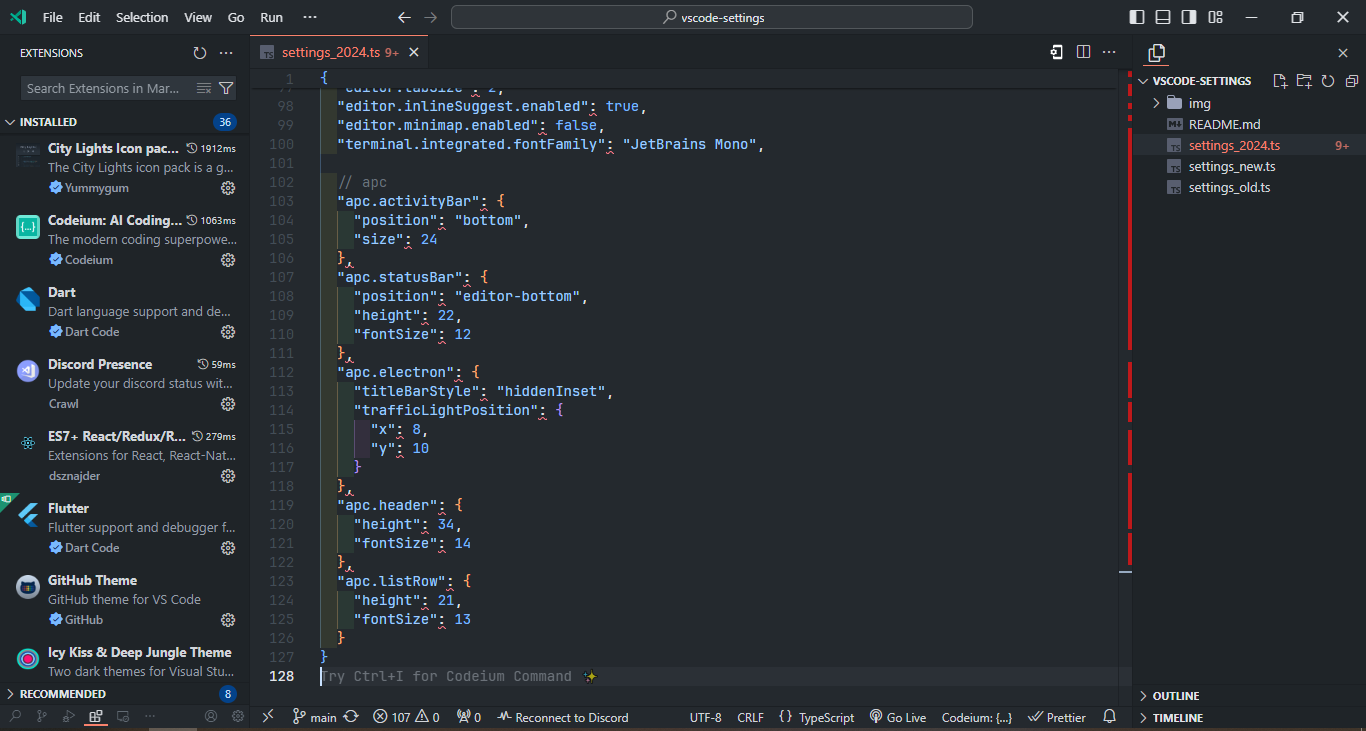 File Edit Selection View Go Run ···
vscode-settings
EXTENSIONS
Search Extensions in Mar...
INSTALLED 36
City Lights Icon pac... 1912ms
The City Lights icon pack is a g...
Yummygum
Codeium: AI Coding... 1063ms
The modern coding superpowe...
Codeium
Dart
Dart language support and de...
Dart Code
Discord Presence 59ms
Update your discord status wit...
Crawl
ES7+ React/Redux/R... 279ms
Extensions for React, React-Nat...
dsznajder
Flutter
Flutter support and debugger f...
Dart Code
GitHub Theme
GitHub theme for VS Code
GitHub
Icy Kiss & Deep Jungle Theme
Two dark themes for Visual Stu...
RECOMMENDED 8
TS settings_2024.ts 9+
1 {
97 "editor.tabSize": 2,
98 "editor.inlineSuggest.enabled": true,
99 "editor.minimap.enabled": false,
100 "terminal.integrated.fontFamily": "JetBrains Mono",
101
102 // apc
103 "apc.activityBar": {
104 "position": "bottom",
105 "size": 24
106 },
107 "apc.statusBar": {
108 "position": "editor-bottom",
109 "height": 22,
110 "fontSize": 12
111 },
112 "apc.electron": {
113 "titleBarStyle": "hiddenInset",
114 "trafficLightPosition": {
115 "x": 8,
116 "y": 10
117 }
118 },
119 "apc.header": {
120 "height": 34,
121 "fontSize": 14
122 },
123 "apc.listRow": {
124 "height": 21,
125 "fontSize": 13
126 }
127 }
128 Try Ctrl+I for Codeium Command ✨
VSCODE-SETTINGS
img
README.md
TS settings_2024.ts 9+
TS settings_new.ts
TS settings_old.ts
OUTLINE
TIMELINE
main 107 0 0 Reconnect to Discord UTF-8 CRLF {} TypeScript Go Live Codeium: {...} Prettier